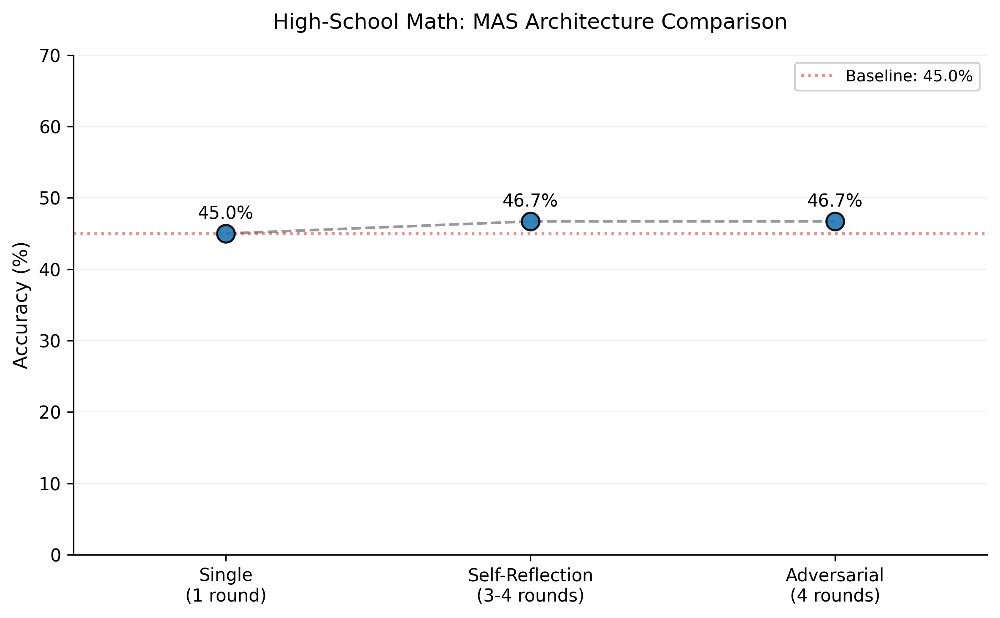 High-School Math: MAS Architecture Comparison
Baseline: 45.0%
Accuracy (%)
70
60
50
40
30
20
10
0
45.0%
46.7%
46.7%
Single
(1 round)
Self-Reflection
(3-4 rounds)
Adversarial
(4 rounds)